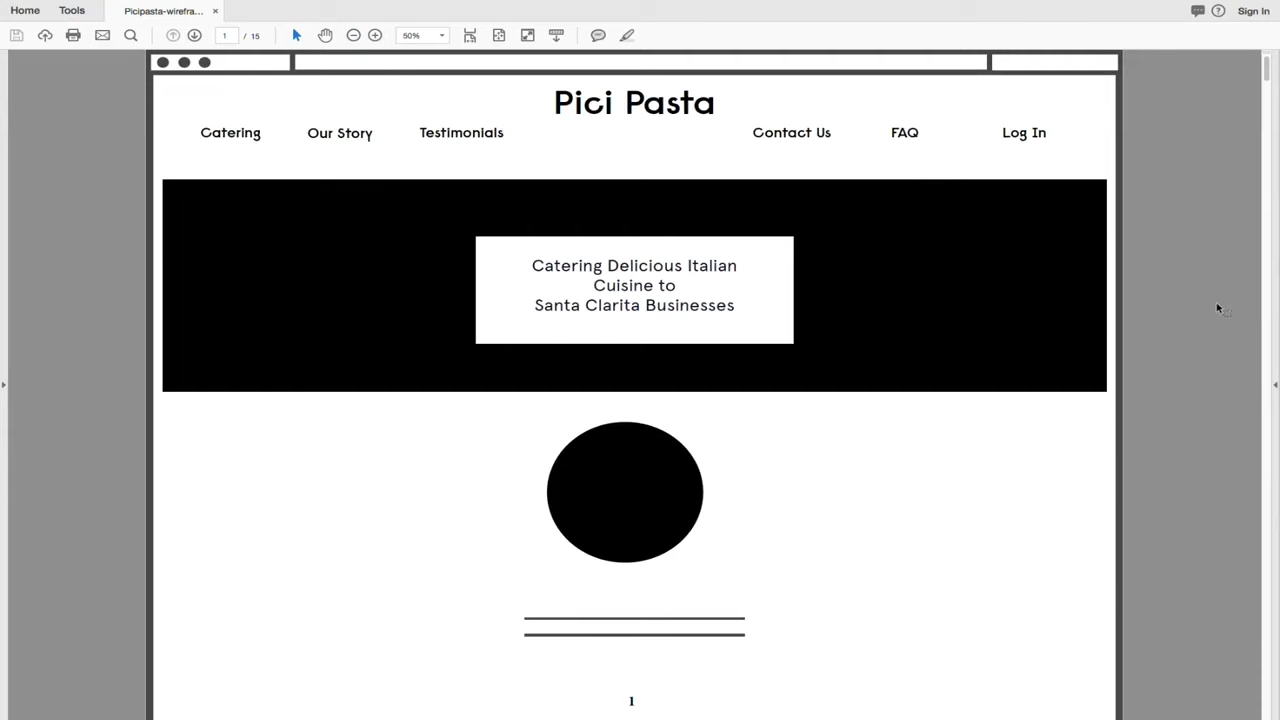 Home Tools Picipasta-wirefra... × Sign In
1 / 15 50%
Pici Pasta
Catering Our Story Testimonials Contact Us FAQ Log In
Catering Delicious Italian
Cuisine to
Santa Clarita Businesses
1